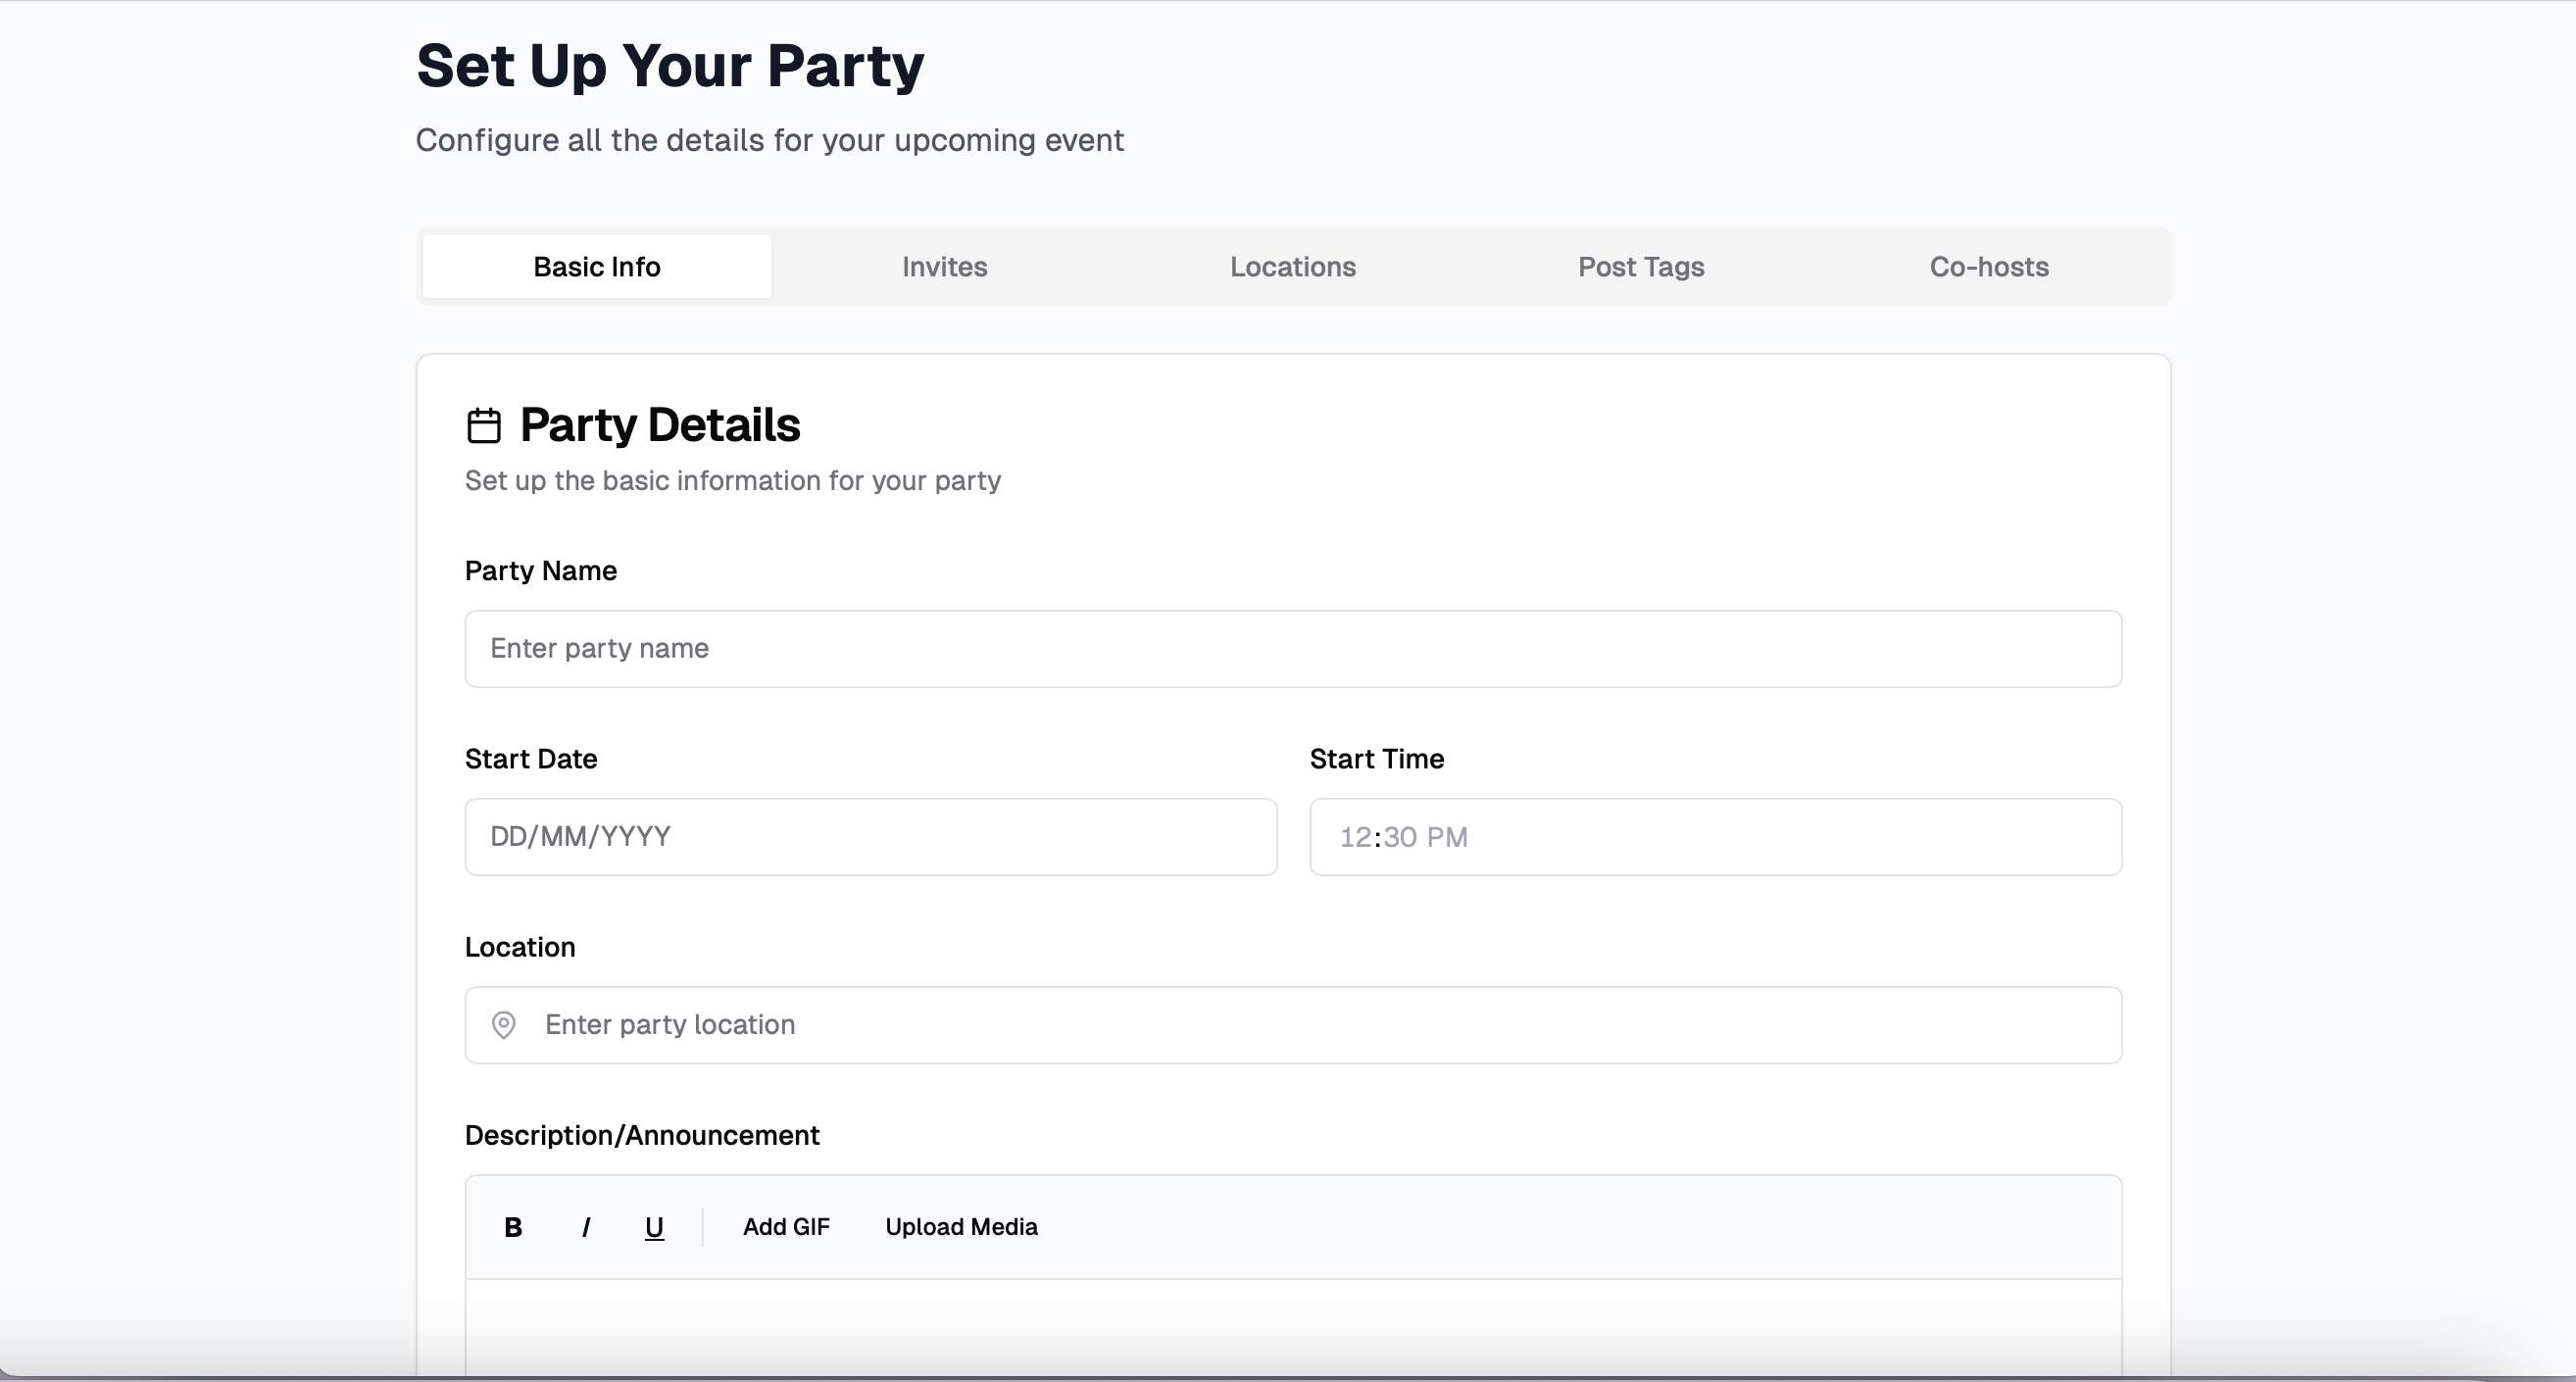 Set Up Your Party
Configure all the details for your upcoming event
Basic Info Invites Locations Post Tags Co-hosts
Party Details
Set up the basic information for your party
Party Name
Enter party name
Start Date Start Time
DD/MM/YYYY 12:30 PM
Location
Enter party location
Description/Announcement
B I U Add GIF Upload Media